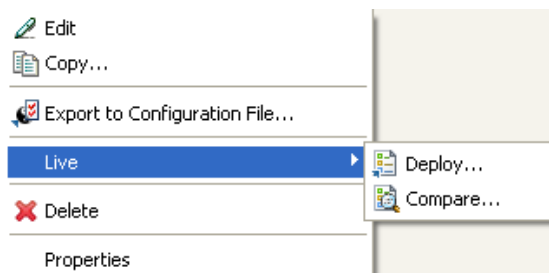 Edit
Copy...
Export to Configuration File...
Live
Deploy...
Compare...
Delete
Properties